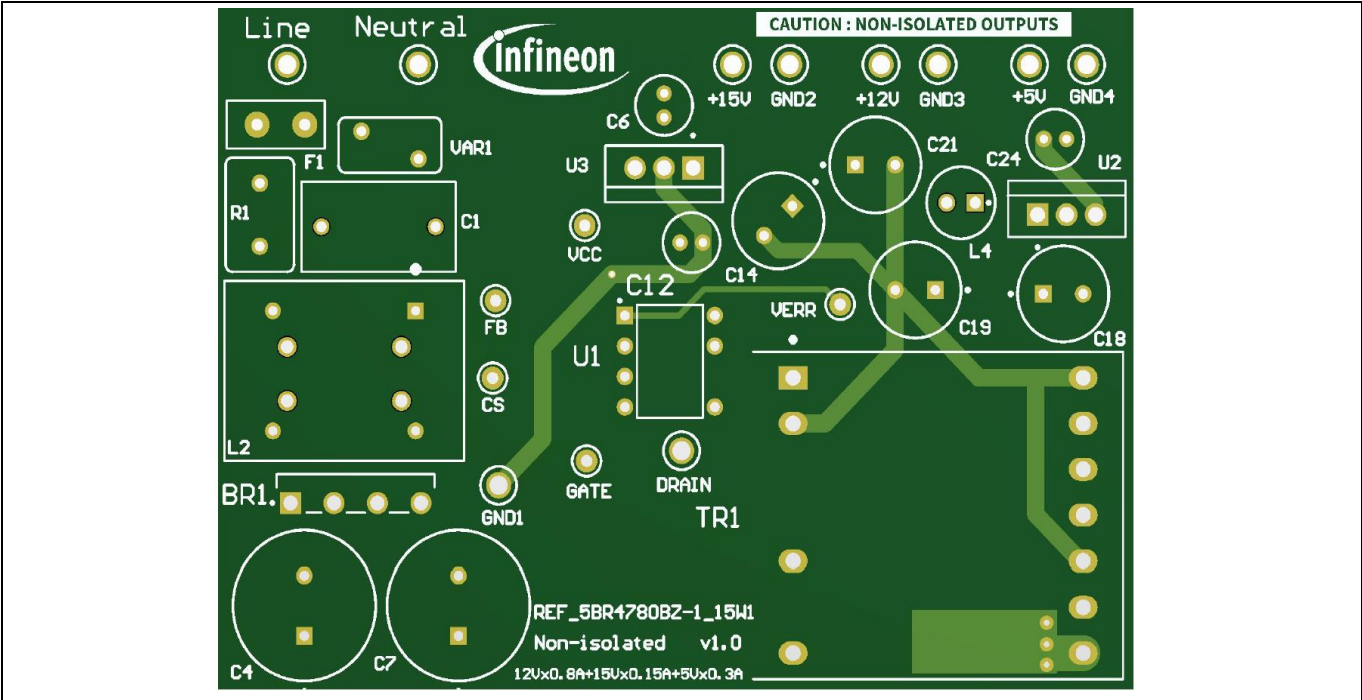 Line Neutral
infineon
CAUTION : NON-ISOLATED OUTPUTS
+15V GND2 +12V GND3 +5V GND4
C6
F1
VAR1
U3
C21
C24
U2
R1
C1
VCC
C14
L4
C12
FB
VERR
C19
C18
U1
CS
L2
BR1.
GATE
DRAIN
GND1
TR1
REF_5BR4780BZ-1_15W1
Non-isolated v1.0
12Vx0.8A+15Vx0.15A+5Vx0.3A
C4
C7